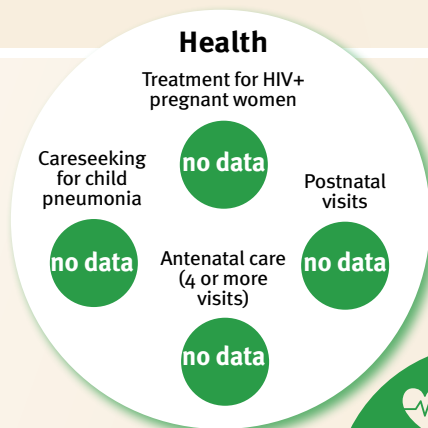 Health
Treatment for HIV+
pregnant women
no data
Careseeking
for child
pneumonia
no data
Postnatal
visits
no data
Antenatal care
(4 or more
visits)
no data